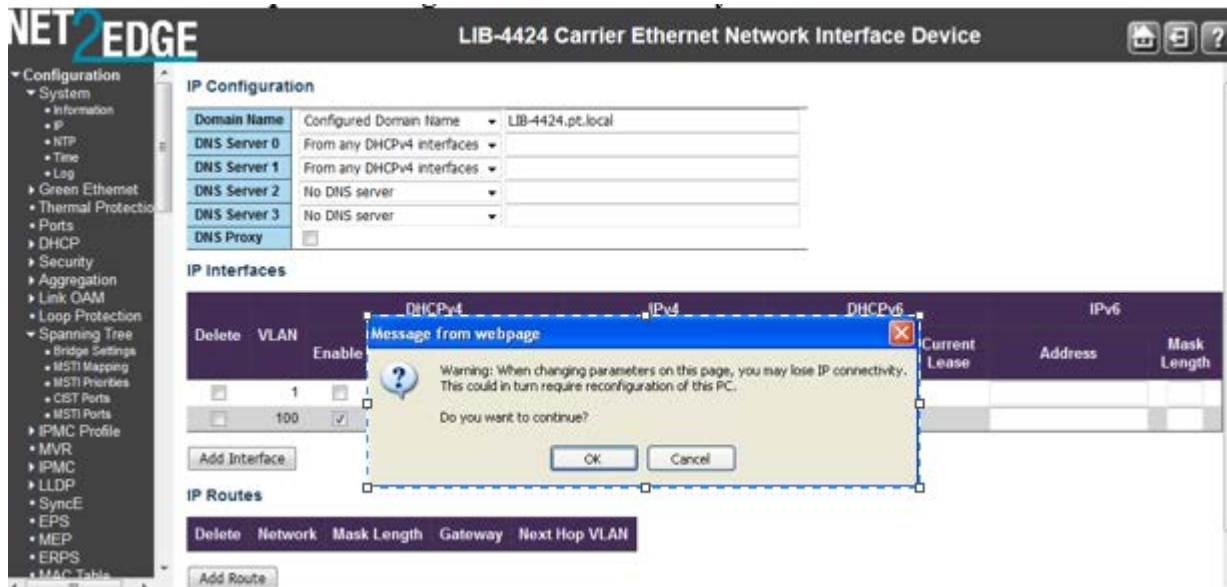 NET2EDGE
LIB-4424 Carrier Ethernet Network Interface Device
?
Configuration
System
Information
IP
NTP
Time
Log
Green Ethernet
Thermal Protectio
Ports
DHCP
Security
Aggregation
Link OAM
Loop Protection
Spanning Tree
Bridge Settings
MSTI Mapping
MSTI Priorities
CIST Ports
MSTI Ports
IPMC Profile
MVR
IPMC
LLDP
SyncE
EPS
MEP
ERPS
MAC Table
IP Configuration
Domain Name Configured Domain Name LIB-4424.pt.local
DNS Server 0 From any DHCPv4 interfaces
DNS Server 1 From any DHCPv4 interfaces
DNS Server 2 No DNS server
DNS Server 3 No DNS server
DNS Proxy
IP Interfaces
DHCPv4 IPv4 DHCPv6 IPv6
Delete VLAN Enable Current Lease Address Mask Length
1
100
Message from webpage
Warning: When changing parameters on this page, you may lose IP connectivity.
This could in turn require reconfiguration of this PC.
Do you want to continue?
OK Cancel
Add Interface
IP Routes
Delete Network Mask Length Gateway Next Hop VLAN
Add Route